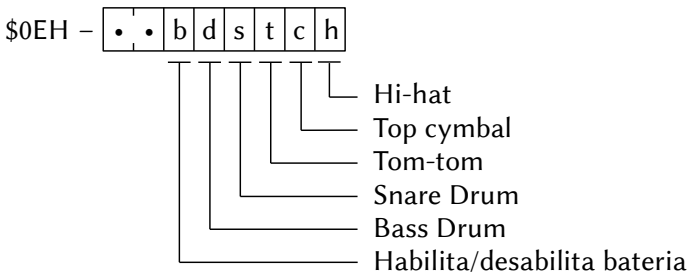 $0EH – • • b d s t c h
Hi-hat
Top cymbal
Tom-tom
Snare Drum
Bass Drum
Habilita/desabilita bateria